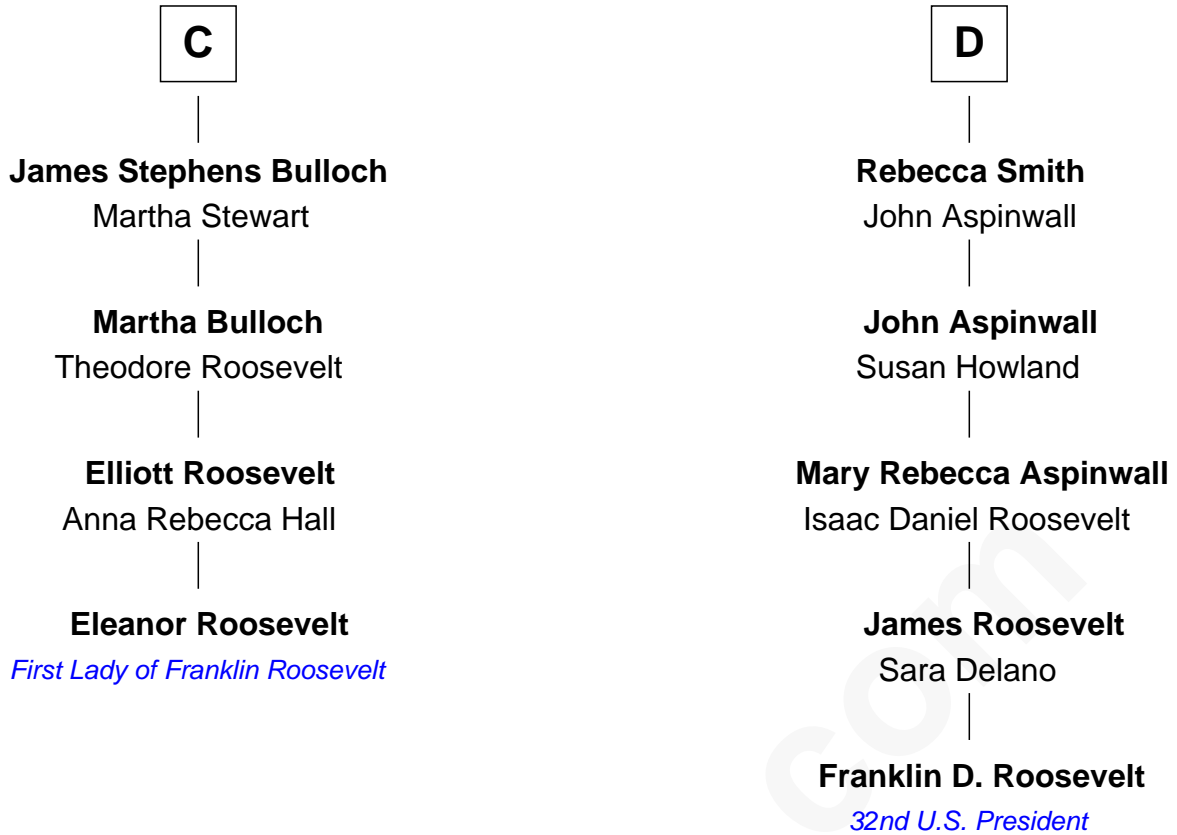 C
James Stephens Bulloch
Martha Stewart
Martha Bulloch
Theodore Roosevelt
Elliott Roosevelt
Anna Rebecca Hall
Eleanor Roosevelt
First Lady of Franklin Roosevelt
D
Rebecca Smith
John Aspinwall
John Aspinwall
Susan Howland
Mary Rebecca Aspinwall
Isaac Daniel Roosevelt
James Roosevelt
Sara Delano
Franklin D. Roosevelt
32nd U.S. President
com